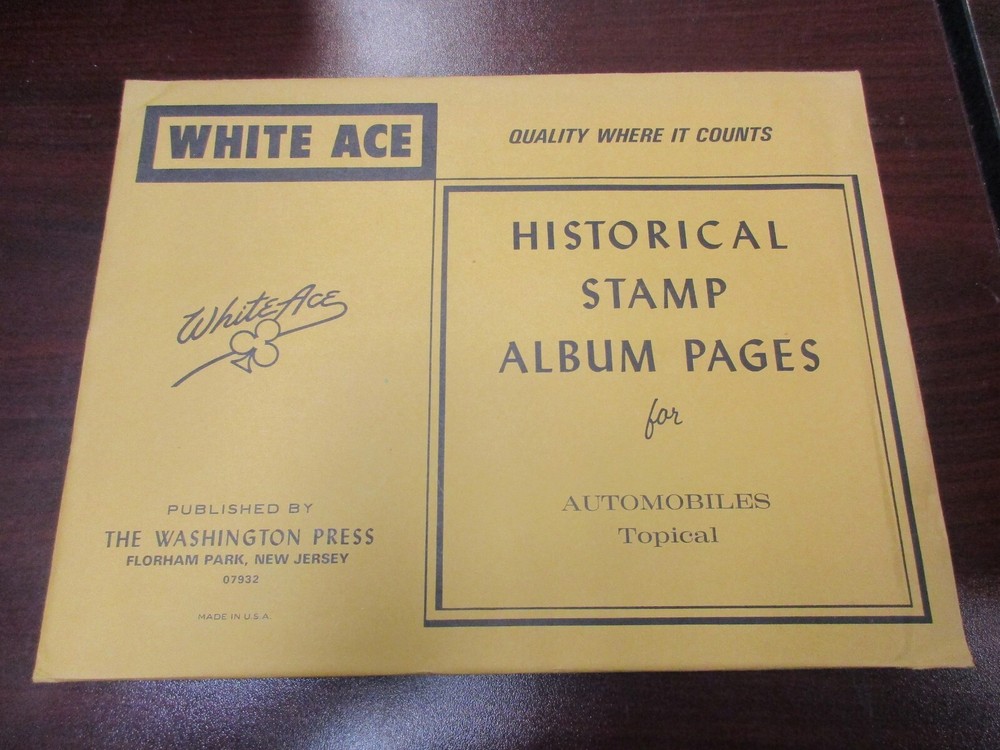 WHITE ACE
QUALITY WHERE IT COUNTS
White Ace
HISTORICAL
STAMP
ALBUM PAGES
for
AUTOMOBILES
Topical
PUBLISHED BY
THE WASHINGTON PRESS
FLORHAM PARK, NEW JERSEY
07932
MADE IN U.S.A.